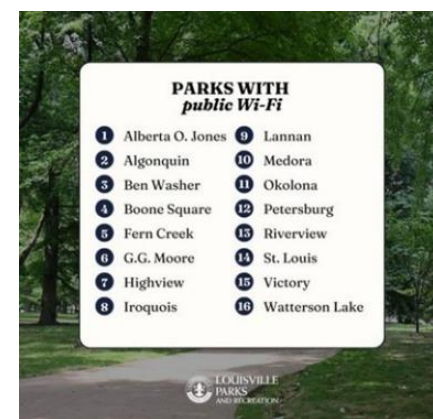 PARKS WITH
public Wi-Fi
1 Alberta O. Jones
2 Algonquin
3 Ben Washer
4 Boone Square
5 Fern Creek
6 G.G. Moore
7 Highview
8 Iroquois
9 Lannan
10 Medora
11 Okolona
12 Petersburg
13 Riverview
14 St. Louis
15 Victory
16 Watterson Lake
LOUISVILLE
PARKS
AND RECREATION